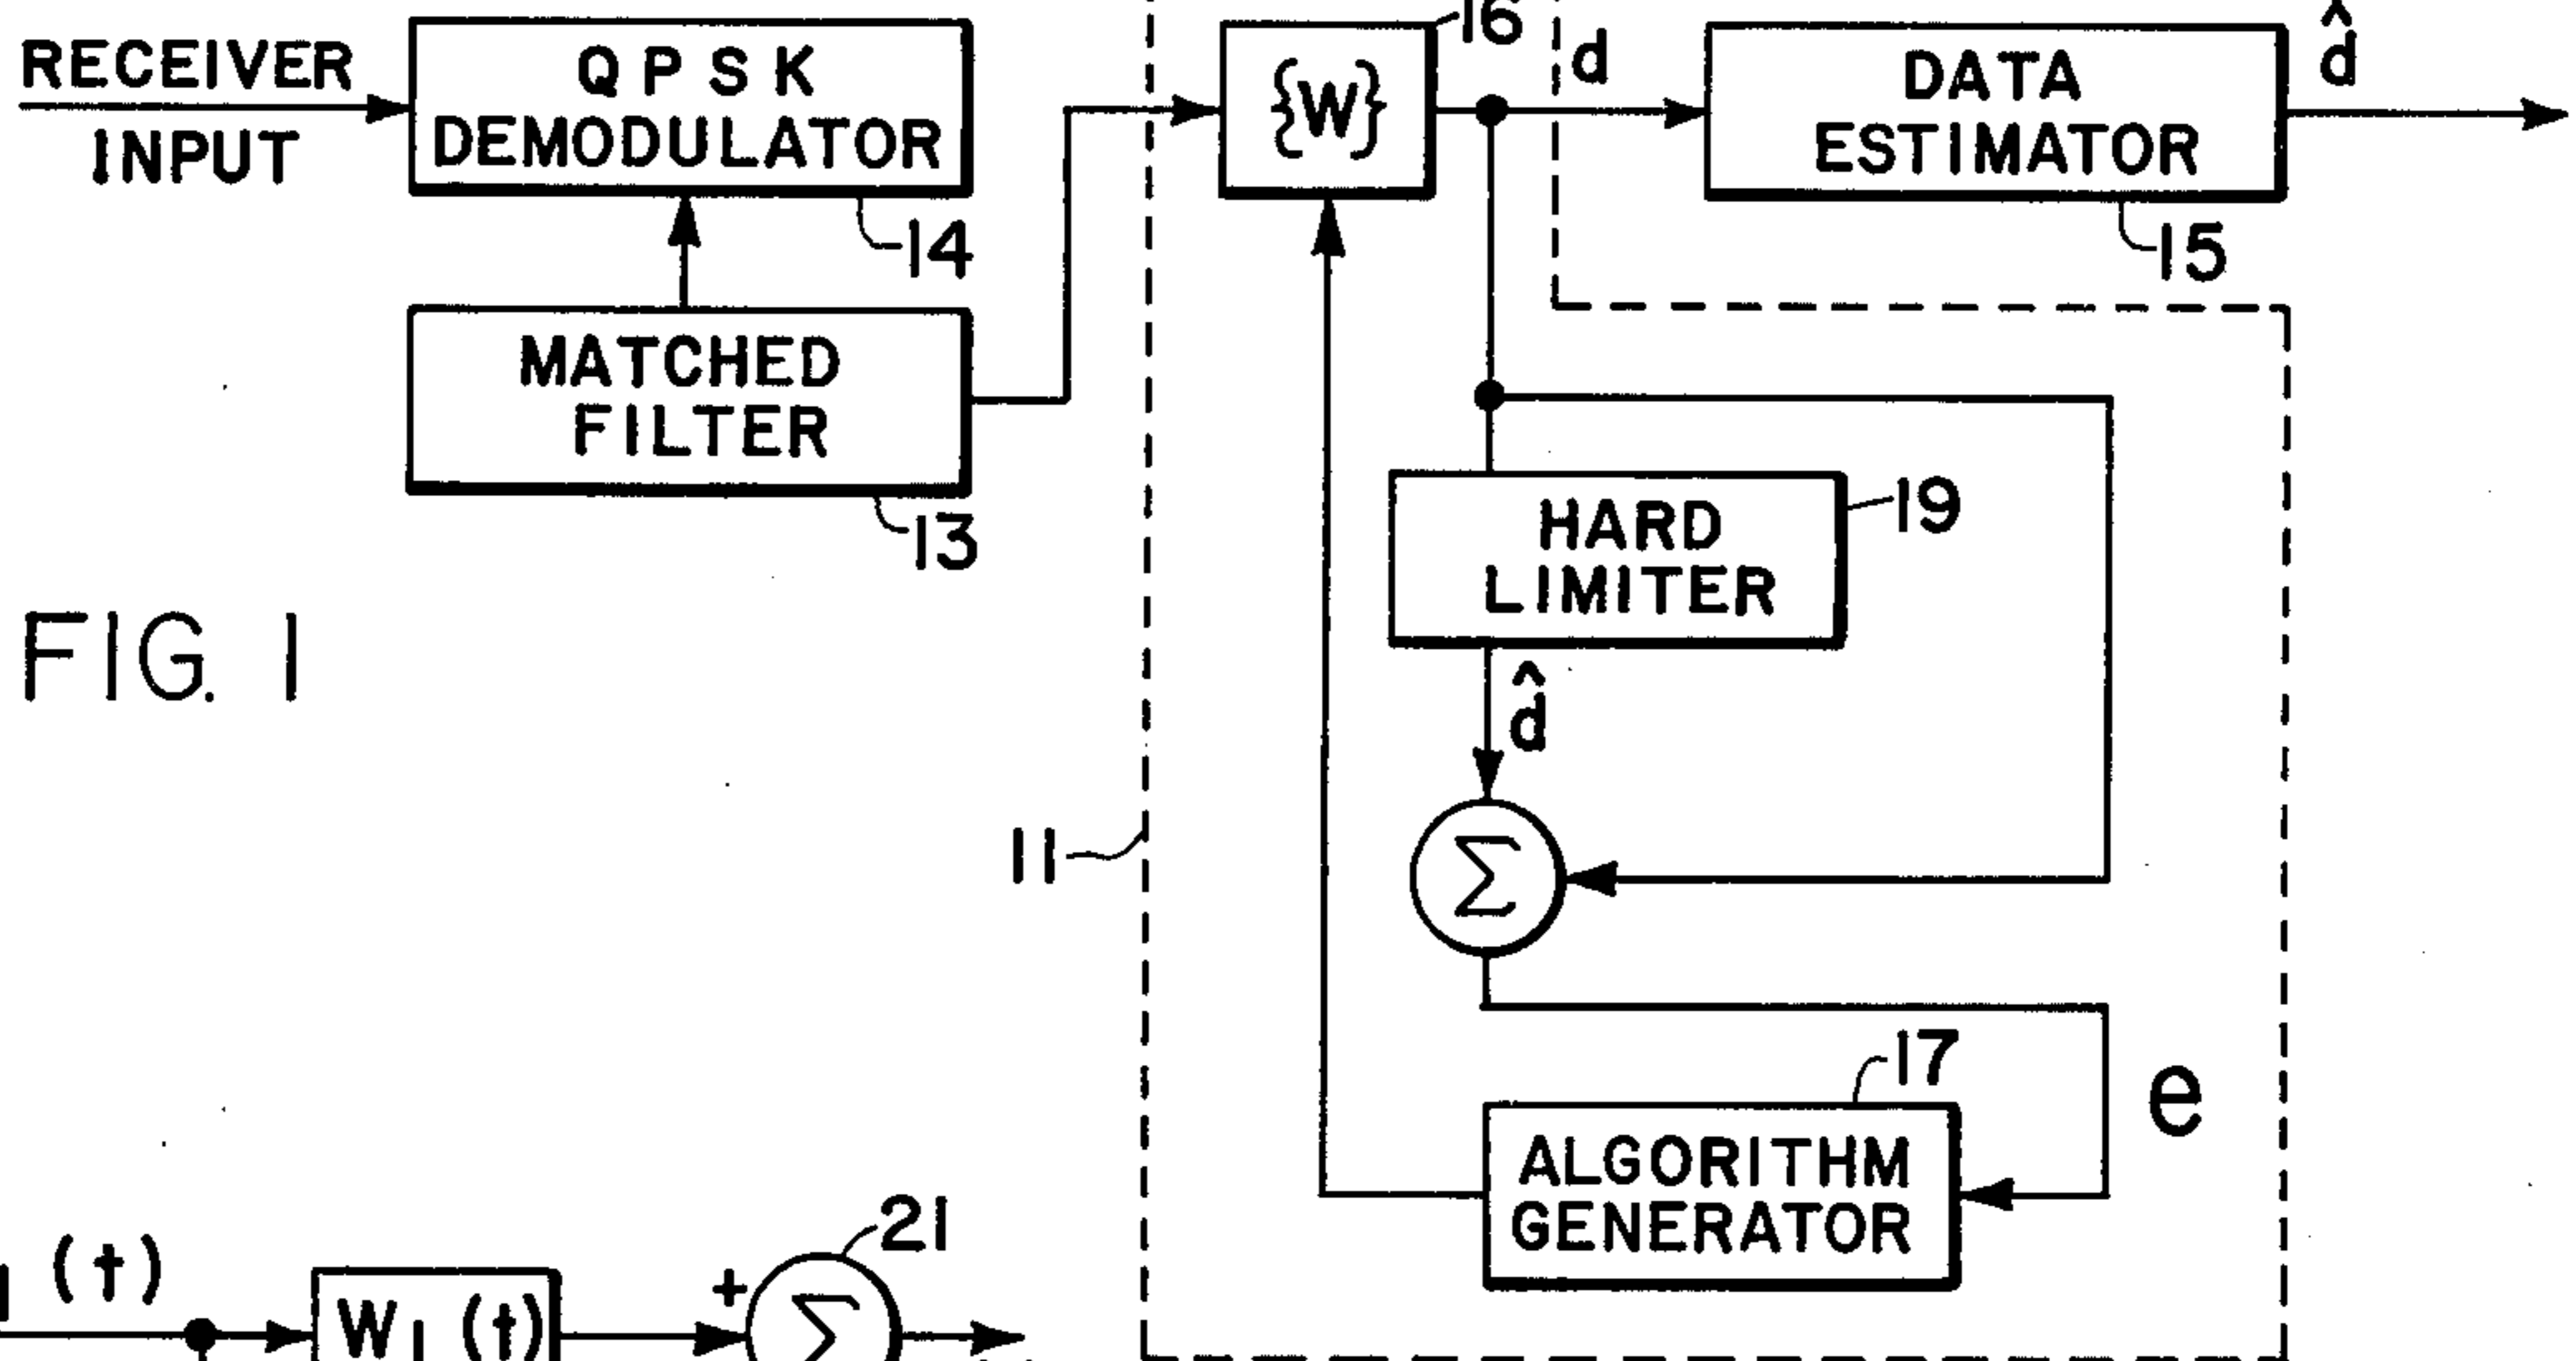 RECEIVER
INPUT
Q P S K
DEMODULATOR
14
MATCHED
FILTER
13
FIG. 1
11
{W}
16
d
DATA
ESTIMATOR
15
d̂
HARD
LIMITER
19
d̂
Σ
e
17
ALGORITHM
GENERATOR
(t)
W1 (t)
+
Σ
21